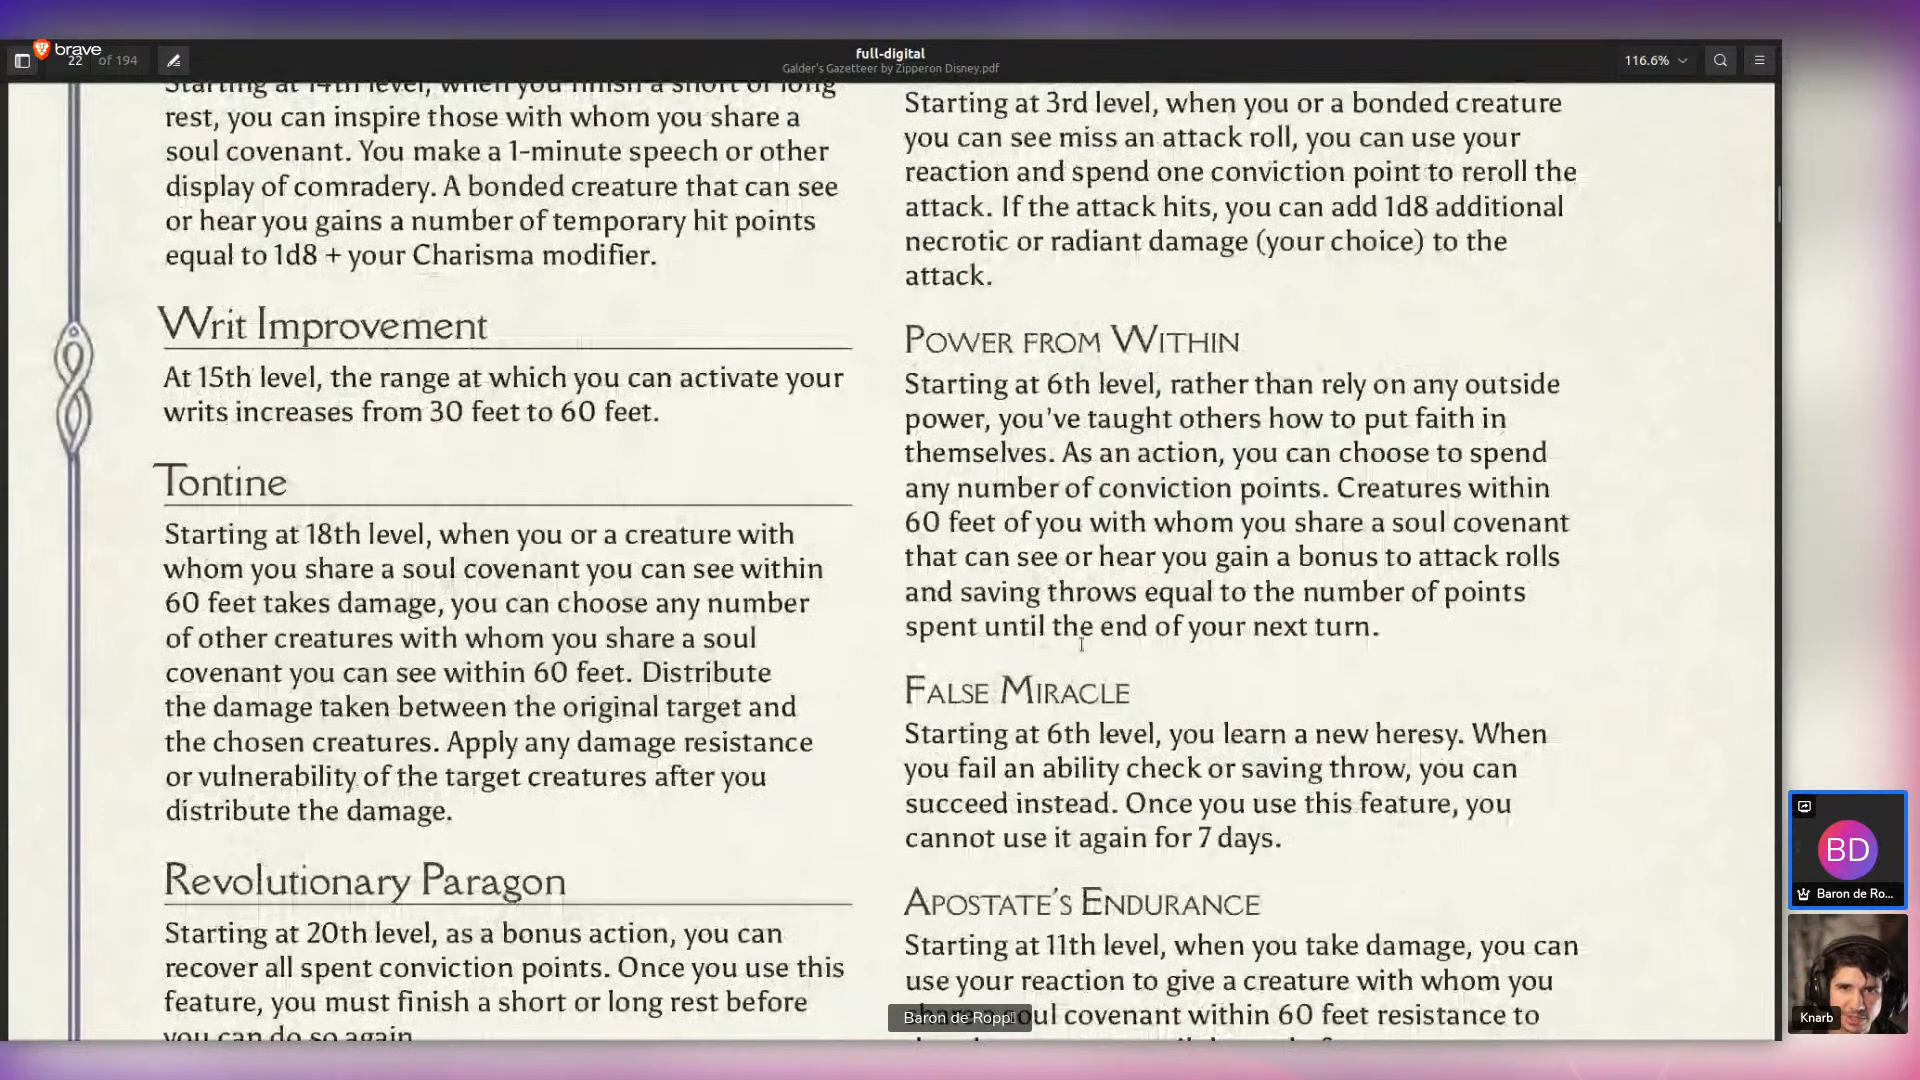 brave
22 of 194
full-digital
Galder's Gazetteer by Zipperon Disney.pdf
116.6%
Starting at 14th level, when you finish a short or long
rest, you can inspire those with whom you share a
soul covenant. You make a 1-minute speech or other
display of comradery. A bonded creature that can see
or hear you gains a number of temporary hit points
equal to 1d8 + your Charisma modifier.
Writ Improvement
At 15th level, the range at which you can activate your
writs increases from 30 feet to 60 feet.
Tontine
Starting at 18th level, when you or a creature with
whom you share a soul covenant you can see within
60 feet takes damage, you can choose any number
of other creatures with whom you share a soul
covenant you can see within 60 feet. Distribute
the damage taken between the original target and
the chosen creatures. Apply any damage resistance
or vulnerability of the target creatures after you
distribute the damage.
Revolutionary Paragon
Starting at 20th level, as a bonus action, you can
recover all spent conviction points. Once you use this
feature, you must finish a short or long rest before
you can do so again.
Starting at 3rd level, when you or a bonded creature
you can see miss an attack roll, you can use your
reaction and spend one conviction point to reroll the
attack. If the attack hits, you can add 1d8 additional
necrotic or radiant damage (your choice) to the
attack.
Power from Within
Starting at 6th level, rather than rely on any outside
power, you've taught others how to put faith in
themselves. As an action, you can choose to spend
any number of conviction points. Creatures within
60 feet of you with whom you share a soul covenant
that can see or hear you gain a bonus to attack rolls
and saving throws equal to the number of points
spent until the end of your next turn.
False Miracle
Starting at 6th level, you learn a new heresy. When
you fail an ability check or saving throw, you can
succeed instead. Once you use this feature, you
cannot use it again for 7 days.
Apostate's Endurance
Starting at 11th level, when you take damage, you can
use your reaction to give a creature with whom you
soul covenant within 60 feet resistance to
Baron de Roppi
BD
Baron de Ro...
Knarb